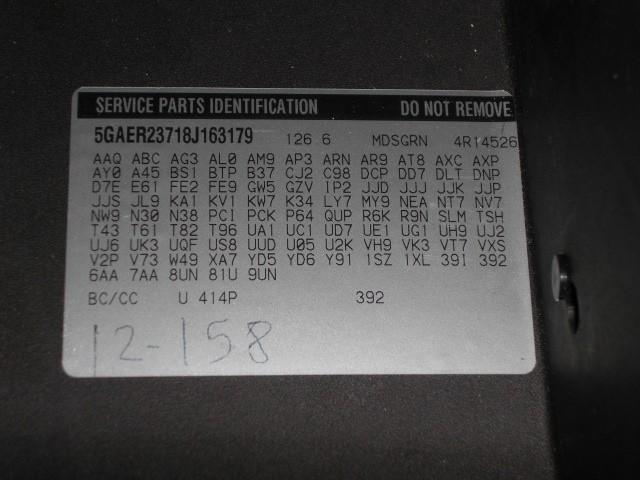 SERVICE PARTS IDENTIFICATION DO NOT REMOVE
5GAER23718J163179 126 6 MDSGRN 4R14526
AAQ ABC AG3 AL0 AM9 AP3 ARN AR9 AT8 AXC AXP
AY0 A45 BS1 BTP B37 CJ2 C98 DCP DD7 DLT DNP
D7E E61 FE2 FE9 GW5 GZV IP2 JJD JJJ JJK JJP
JJS JL9 KA1 KV1 KW7 K34 LY7 MY9 NEA NT7 NV7
NW9 N30 N38 PCI PCK P64 QUP R6K R9N SLM TSH
T43 T61 T82 T96 UA1 UC1 UD7 UE1 UG1 UH9 UJ2
UJ6 UK3 UQF US8 UUD U05 U2K VH9 VK3 VT7 VXS
V2P V73 W49 XA7 YD5 YD6 Y91 1SZ 1XL 391 392
6AA 7AA 8UN 81U 9UN
BC/CC U 414P 392
12-158